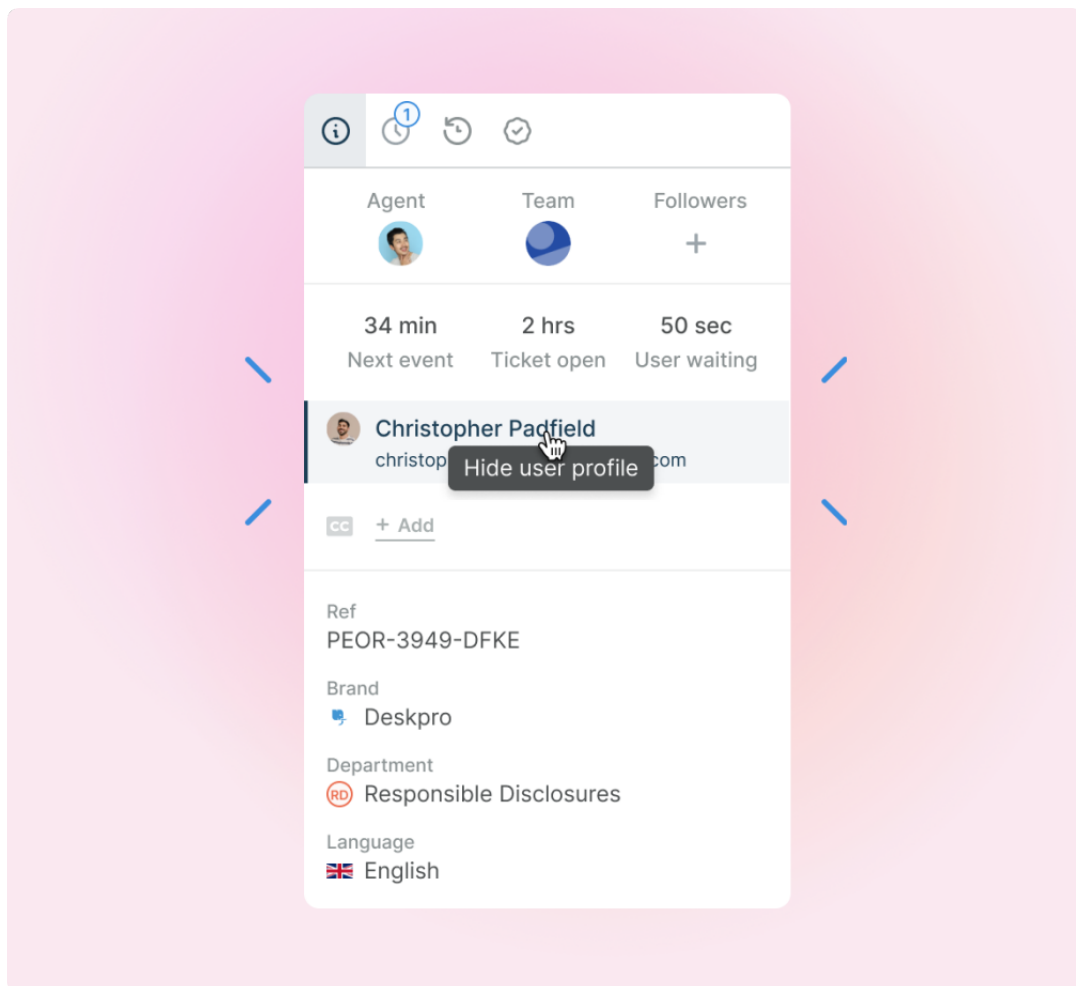 1
Agent Team Followers
+
34 min 2 hrs 50 sec
Next event Ticket open User waiting
Christopher Padfield
christop com
Hide user profile
CC + Add
Ref
PEOR-3949-DFKE
Brand
Deskpro
Department
RD Responsible Disclosures
Language
English